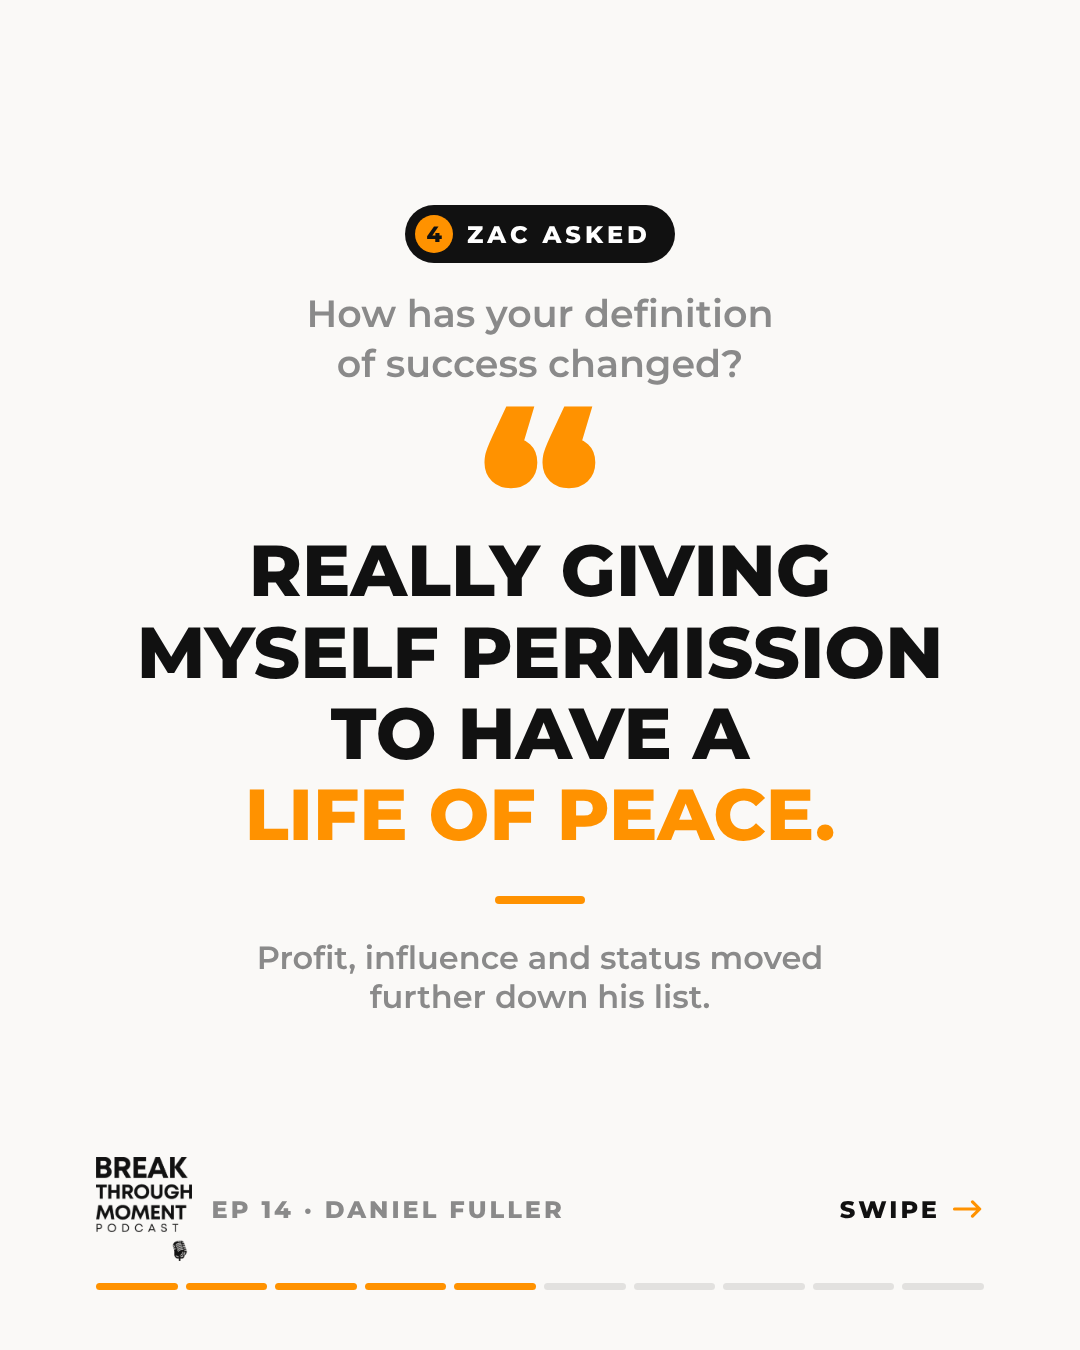 4 ZAC ASKED
How has your definition
of success changed?
“
REALLY GIVING
MYSELF PERMISSION
TO HAVE A
LIFE OF PEACE.
Profit, influence and status moved
further down his list.
BREAK
THROUGH
MOMENT
PODCAST
EP 14 · DANIEL FULLER
SWIPE →